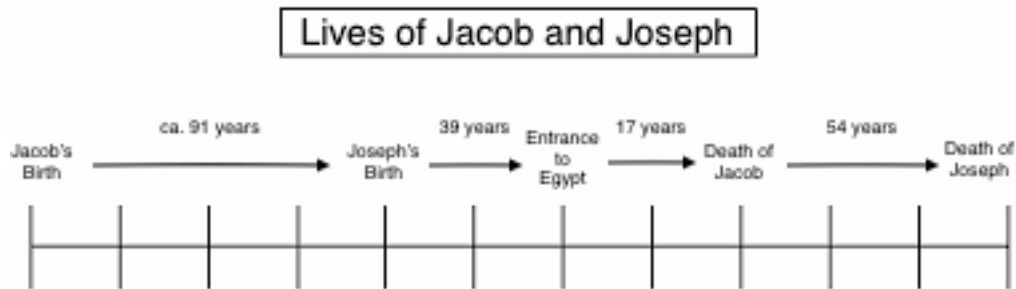 Lives of Jacob and Joseph
ca. 91 years
39 years
17 years
54 years
Jacob's
Birth
Joseph's
Birth
Entrance
to
Egypt
Death of
Jacob
Death of
Joseph